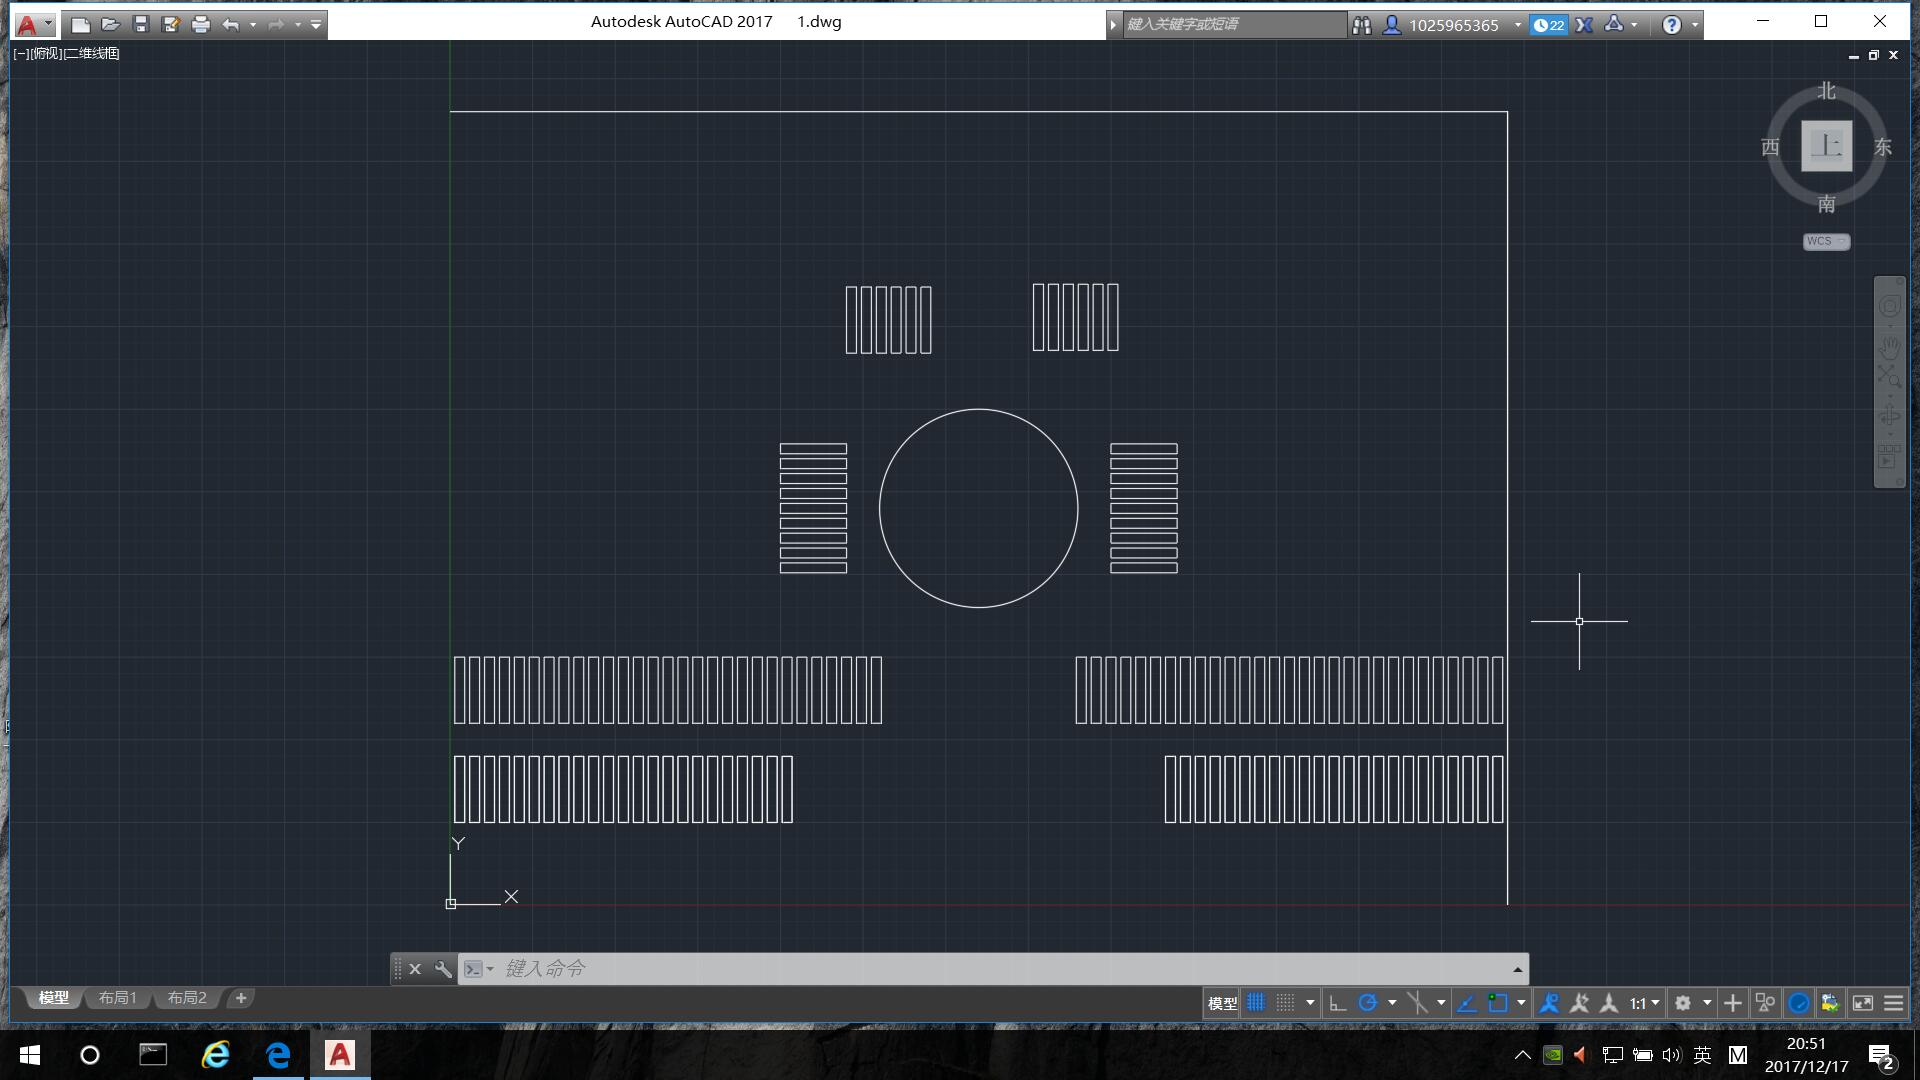 Autodesk AutoCAD 2017 1.dwg
键入关键字或短语
1025965365
22
[−][俯视][二维线框]
北
西
上
东
南
WCS
Y
X
键入命令
模型
布局1
布局2
模型
1:1
英
M
20:51
2017/12/17
2